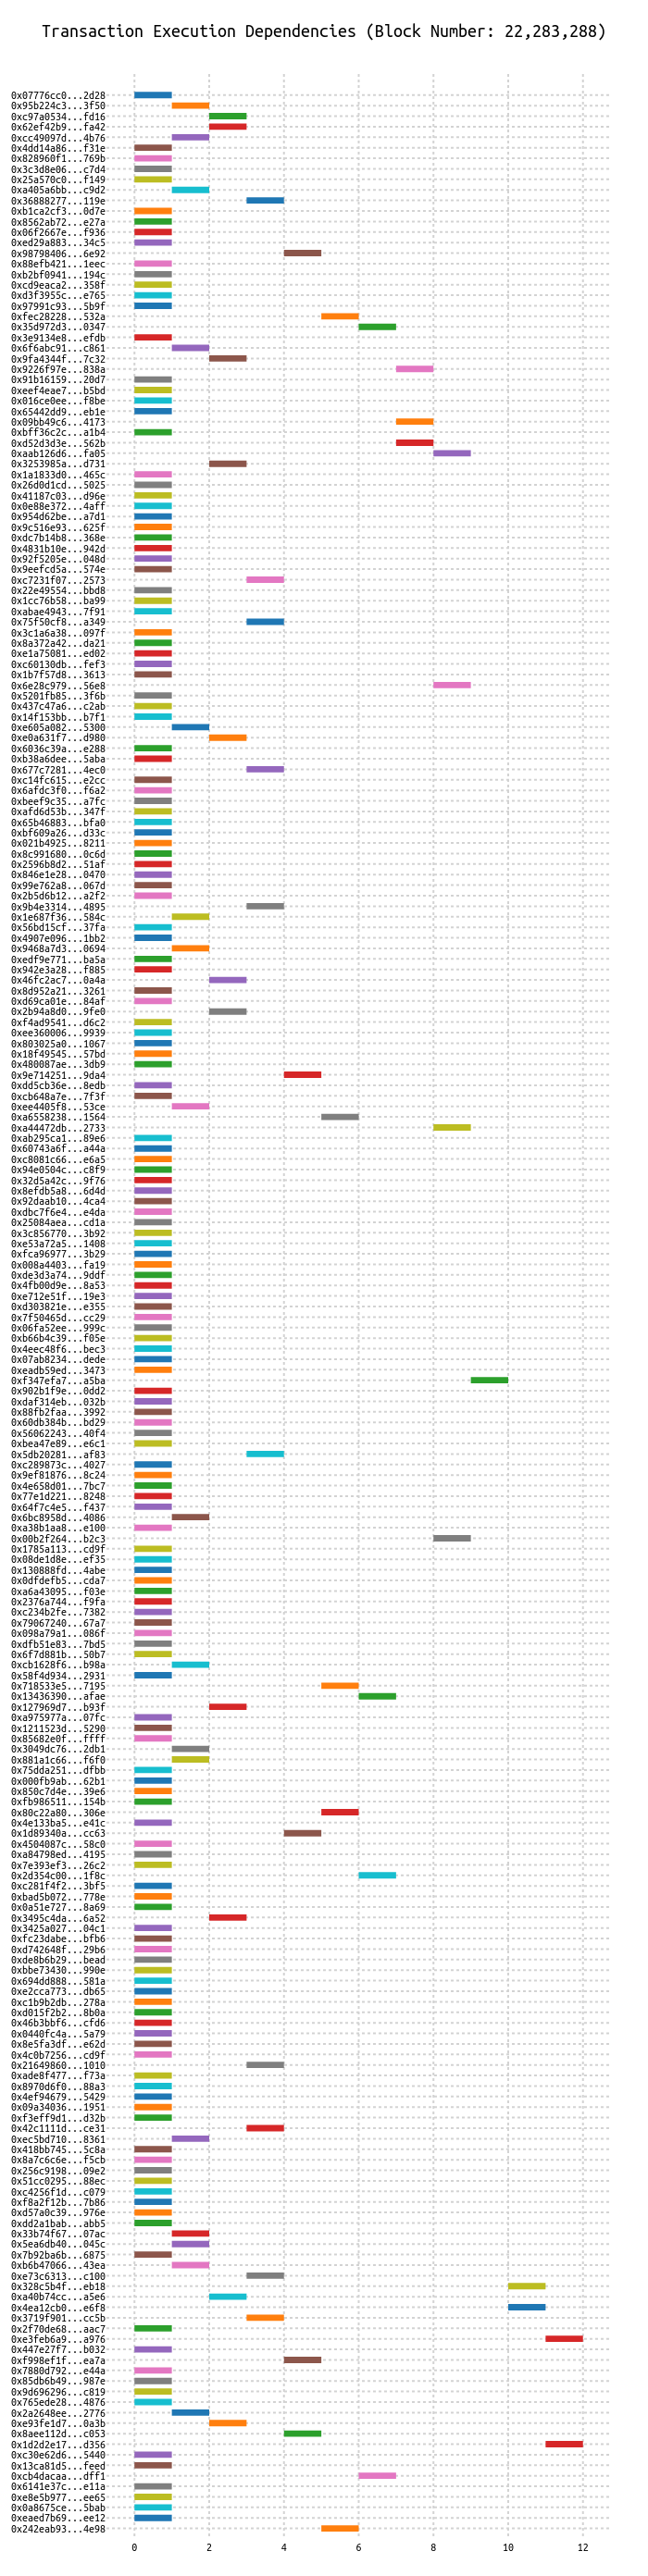 Transaction Execution Dependencies (Block Number: 22,283,288)
0x07776cc0...2d28
0x95b224c3...3f50
0xc97a0534...fd16
0x62ef42b9...fa42
0xcc49097d...4b76
0x4dd14a86...f31e
0x828960f1...769b
0x3c3d8e06...c7d4
0x25a570c0...f149
0xa405a6bb...c9d2
0x36888277...119e
0xb1ca2cf3...0d7e
0x8562ab72...e27a
0x06f2667e...f936
0xed29a883...34c5
0x98798406...6e92
0x88efb421...1eec
0xb2bf0941...194c
0xcd9eaca2...358f
0xd3f3955c...e765
0x97991c93...5b9f
0xfec28228...532a
0x35d972d3...0347
0x3e9134e8...efdb
0x6f6abc91...c861
0x9fa4344f...7c32
0x9226f97e...838a
0x91b16159...20d7
0xeef4eae7...b5bd
0x016ce0ee...f8be
0x65442dd9...eb1e
0x09bb49c6...4173
0xbff36c2c...a1b4
0xd52d3d3e...562b
0xaab126d6...fa05
0x3253985a...d731
0x1a1833d0...465c
0x26d0d1cd...5025
0x41187c03...d96e
0x0e88e372...4aff
0x954d62be...a7d1
0x9c516e93...625f
0xdc7b14b8...368e
0x4831b10e...942d
0x92f5205e...048d
0x9eefcd5a...574e
0xc7231f07...2573
0x22e49554...bbd8
0x1cc76b58...ba99
0xabae4943...7f91
0x75f50cf8...a349
0x3c1a6a38...097f
0x8a372a42...da21
0xe1a75081...ed02
0xc60130db...fef3
0x1b7f57d8...3613
0x6e28c979...56e8
0x5201fb85...3f6b
0x437c47a6...c2ab
0x14f153bb...b7f1
0xe605a082...5300
0xe0a631f7...d980
0x6036c39a...e288
0xb38a6dee...5aba
0x677c7281...4ec0
0xc14fc615...e2cc
0x6afdc3f0...f6a2
0xbeef9c35...a7fc
0xafd6d53b...347f
0x65b46883...bfa0
0xbf609a26...d33c
0x021b4925...8211
0x8c991680...0c6d
0x2596b8d2...51af
0x846e1e28...0470
0x99e762a8...067d
0x2b5d6b12...a2f2
0x9b4e3314...4895
0x1e687f36...584c
0x56bd15cf...37fa
0x4907e096...1bb2
0x9468a7d3...0694
0xedf9e771...ba5a
0x942e3a28...f885
0x46fc2ac7...0a4a
0x8d952a21...3261
0xd69ca01e...84af
0x2b94a8d0...9fe0
0xf4ad9541...d6c2
0xee360006...9939
0x803025a0...1067
0x18f49545...57bd
0x480087ae...3db9
0x9e714251...9da4
0xdd5cb36e...8edb
0xcb648a7e...7f3f
0xee4405f8...53ce
0xa6558238...1564
0xa44472db...2733
0xab295ca1...89e6
0x60743a6f...a44a
0xc8081c66...e6a5
0x94e0504c...c8f9
0x32d5a42c...9f76
0x8efdb5a8...6d4d
0x92daab10...4ca4
0xdbc7f6e4...e4da
0x25084aea...cd1a
0x3c856770...3b92
0xe53a72a5...1408
0xfca96977...3b29
0x008a4403...fa19
0xde3d3a74...9ddf
0x4fb00d9e...8a53
0xe712e51f...19e3
0xd303821e...e355
0x7f50465d...cc29
0x06fa52ee...999c
0xb66b4c39...f05e
0x4eec48f6...bec3
0x07ab8234...dede
0xeadb59ed...3473
0xf347efa7...a5ba
0x902b1f9e...0dd2
0xdaf314eb...032b
0x88fb2faa...3992
0x60db384b...bd29
0x56062243...40f4
0xbea47e89...e6c1
0x5db20281...af83
0xc289873c...4027
0x9ef81876...8c24
0x4e658d01...7bc7
0x77e1d221...8248
0x64f7c4e5...f437
0x6bc8958d...4086
0xa38b1aa8...e100
0x00b2f264...b2c3
0x1785a113...cd9f
0x08de1d8e...ef35
0x130888fd...4abe
0x0dfdefb5...cda7
0xa6a43095...f03e
0x2376a744...f9fa
0xc234b2fe...7382
0x79067240...67a7
0x098a79a1...086f
0xdfb51e83...7bd5
0x6f7d881b...50b7
0xcb1628f6...b98a
0x58f4d934...2931
0x718533e5...7195
0x13436390...afae
0x127969d7...b93f
0xa975977a...07fc
0x1211523d...5290
0x85682e0f...ffff
0x3049dc76...2db1
0x881a1c66...f6f0
0x75dda251...dfbb
0x000fb9ab...62b1
0x850c7d4e...39e6
0xfb986511...154b
0x80c22a80...306e
0x4e133ba5...e41c
0x1d89340a...cc63
0x4504087c...58c0
0xa84798ed...4195
0x7e393ef3...26c2
0x2d354c00...1f8c
0xc281f4f2...3bf5
0xbad5b072...778e
0x0a51e727...8a69
0x3495c4da...6a52
0x3425a027...04c1
0xfc23dabe...bfb6
0xd742648f...29b6
0xde8b6b29...bead
0xbbe73430...990e
0x694dd888...581a
0xe2cca773...db65
0xc1b9b2db...278a
0xd015f2b2...8b0a
0x46b3bbf6...cfd6
0x0440fc4a...5a79
0x8e5fa3df...e62d
0x4c0b7256...cd9f
0x21649860...1010
0xade8f477...f73a
0x8970d6f0...88a3
0x4ef94679...5429
0x09a34036...1951
0xf3eff9d1...d32b
0x42c1111d...ce31
0xec5bd710...8361
0x418bb745...5c8a
0x8a7c6c6e...f5cb
0x256c9198...09e2
0x51cc0295...88ec
0xc4256f1d...c079
0xf8a2f12b...7b86
0xd57a0c39...976e
0xdd2a1bab...abb5
0x33b74f67...07ac
0x5ea6db40...045c
0x7b92ba6b...6875
0xb6b47066...43ea
0xe73c6313...c100
0x328c5b4f...eb18
0xa40b74cc...a5e6
0x4ea12cb0...e6f8
0x3719f901...cc5b
0x2f70de68...aac7
0xe3feb6a9...a976
0x447e27f7...b032
0xf998ef1f...ea7a
0x7880d792...e44a
0x85db6b49...987e
0x9d696296...c819
0x765ede28...4876
0x2a2648ee...2776
0xe93fe1d7...0a3b
0x8aee112d...c053
0x1d2d2e17...d356
0xc30e62d6...5440
0x13ca81d5...feed
0xcb4dacaa...dff1
0x6141e37c...e11a
0xe8e5b977...ee65
0x0a8675ce...5bab
0xeaed7b69...ee12
0x242eab93...4e98
0 2 4 6 8 10 12